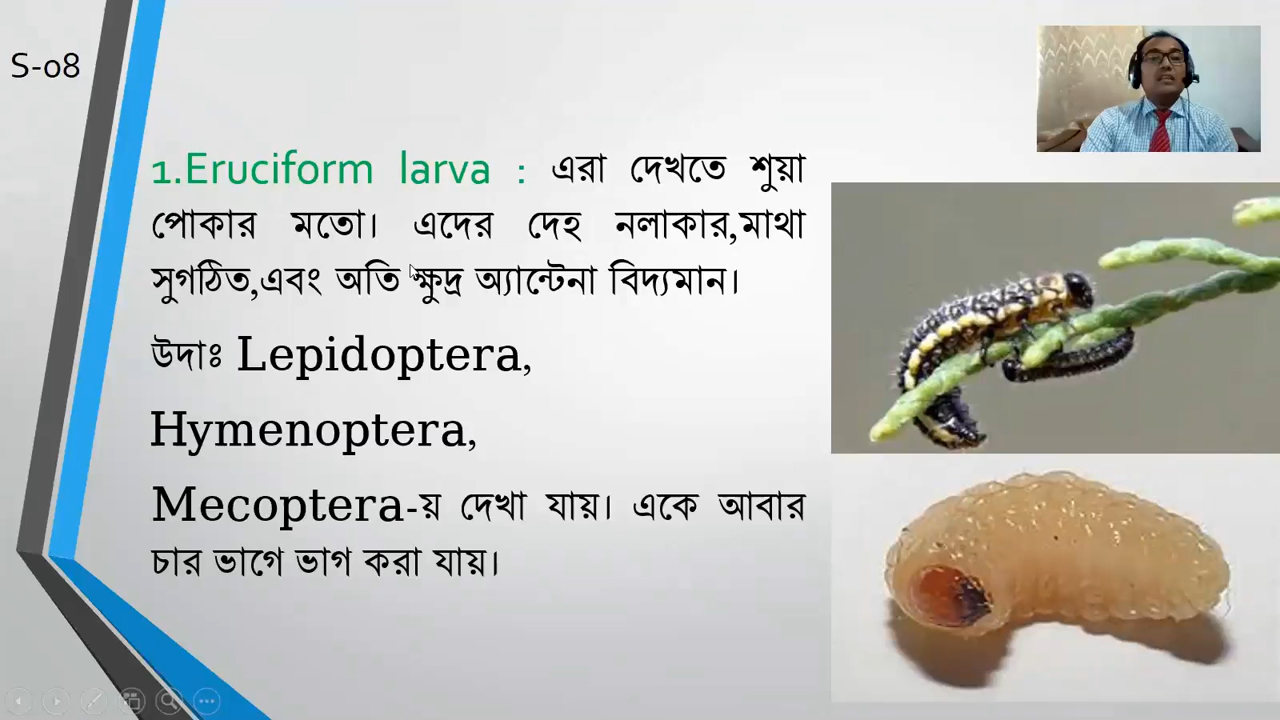 S-08
1.Eruciform larva : এরা দেখতে শুয়া
পোকার মতো। এদের দেহ নলাকার,মাথা
সুগঠিত,এবং অতি ক্ষুদ্র অ্যান্টেনা বিদ্যমান।
উদাঃ Lepidoptera,
Hymenoptera,
Mecoptera-য় দেখা যায়। একে আবার
চার ভাগে ভাগ করা যায়।